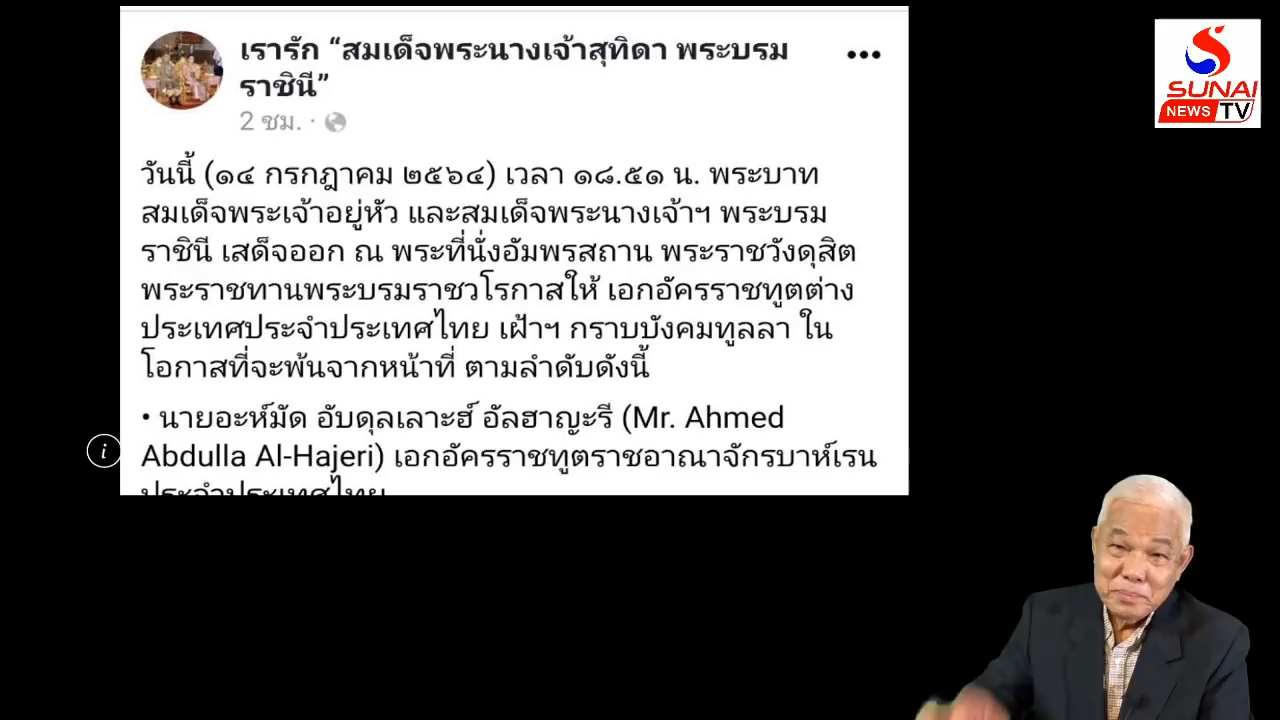 เรารัก “สมเด็จพระนางเจ้าสุทิดา พระบรม
ราชินี”
2 ชม. ·
วันนี้ (๑๔ กรกฎาคม ๒๕๖๔) เวลา ๑๘.๕๑ น. พระบาท
สมเด็จพระเจ้าอยู่หัว และสมเด็จพระนางเจ้าฯ พระบรม
ราชินี เสด็จออก ณ พระที่นั่งอัมพรสถาน พระราชวังดุสิต
พระราชทานพระบรมราชวโรกาสให้ เอกอัครราชทูตต่าง
ประเทศประจำประเทศไทย เฝ้าฯ กราบบังคมทูลลา ใน
โอกาสที่จะพ้นจากหน้าที่ ตามลำดับดังนี้
• นายอะห์มัด อับดุลเลาะฮ์ อัลฮาญะรี (Mr. Ahmed
Abdulla Al-Hajeri) เอกอัครราชทูตราชอาณาจักรบาห์เรน
ประจำประเทศไทย
i
SUNAI
NEWS TV